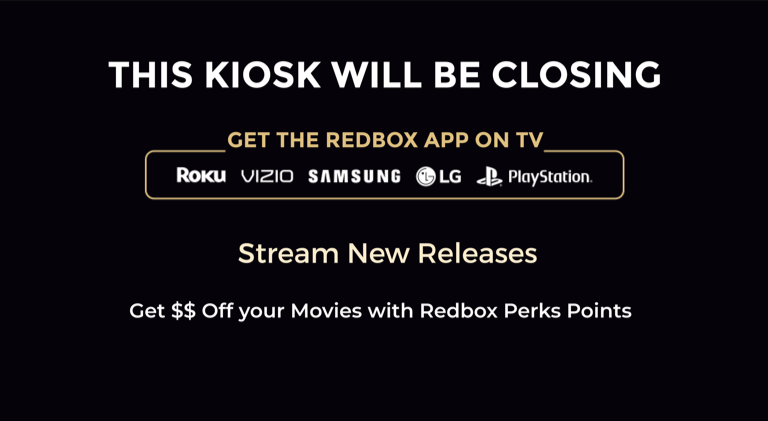 THIS KIOSK WILL BE CLOSING
GET THE REDBOX APP ON TV
ROKU VIZIO SAMSUNG LG PlayStation.
Stream New Releases
Get $$ Off your Movies with Redbox Perks Points